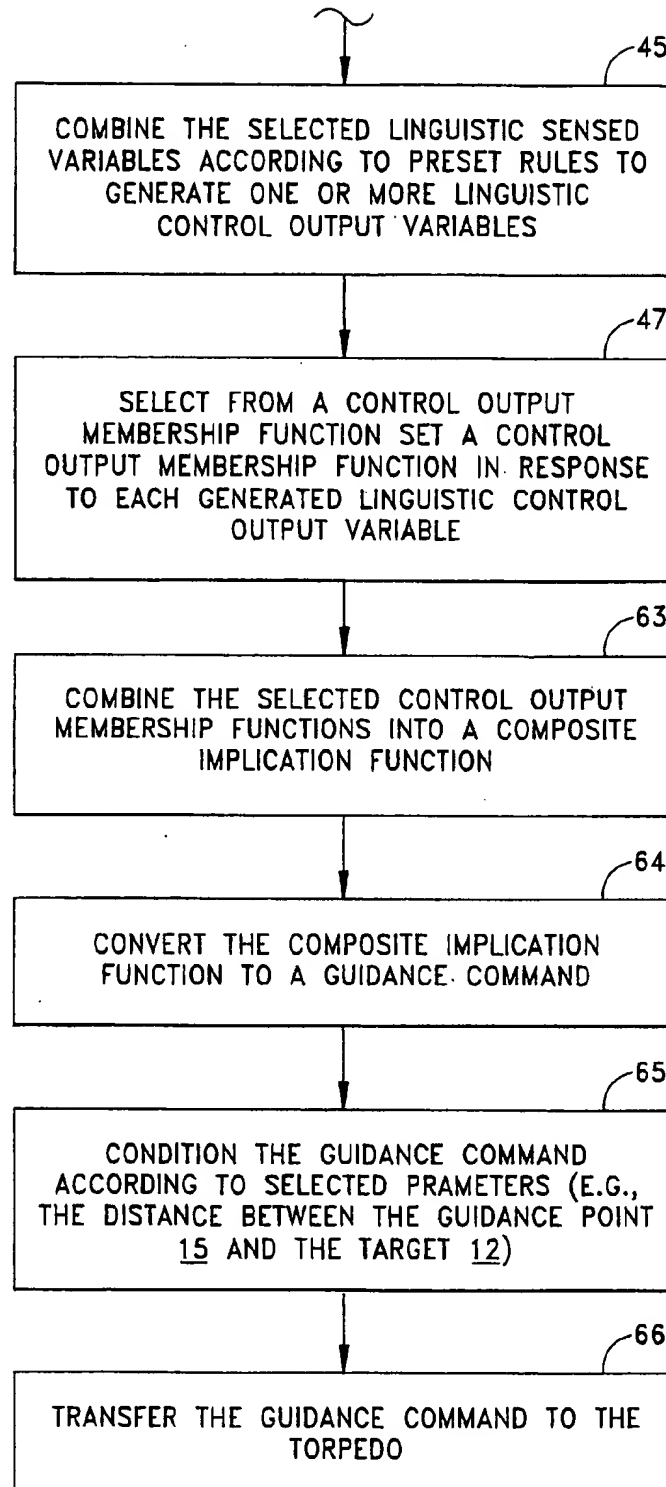 45
COMBINE THE SELECTED LINGUISTIC SENSED
VARIABLES ACCORDING TO PRESET RULES TO
GENERATE ONE OR MORE LINGUISTIC
CONTROL OUTPUT VARIABLES
47
SELECT FROM A CONTROL OUTPUT
MEMBERSHIP FUNCTION SET A CONTROL
OUTPUT MEMBERSHIP FUNCTION IN RESPONSE
TO EACH GENERATED LINGUISTIC CONTROL
OUTPUT VARIABLE
63
COMBINE THE SELECTED CONTROL OUTPUT
MEMBERSHIP FUNCTIONS INTO A COMPOSITE
IMPLICATION FUNCTION
64
CONVERT THE COMPOSITE IMPLICATION
FUNCTION TO A GUIDANCE COMMAND
65
CONDITION THE GUIDANCE COMMAND
ACCORDING TO SELECTED PRAMETERS (E.G.,
THE DISTANCE BETWEEN THE GUIDANCE POINT
15 AND THE TARGET 12)
66
TRANSFER THE GUIDANCE COMMAND TO THE
TORPEDO